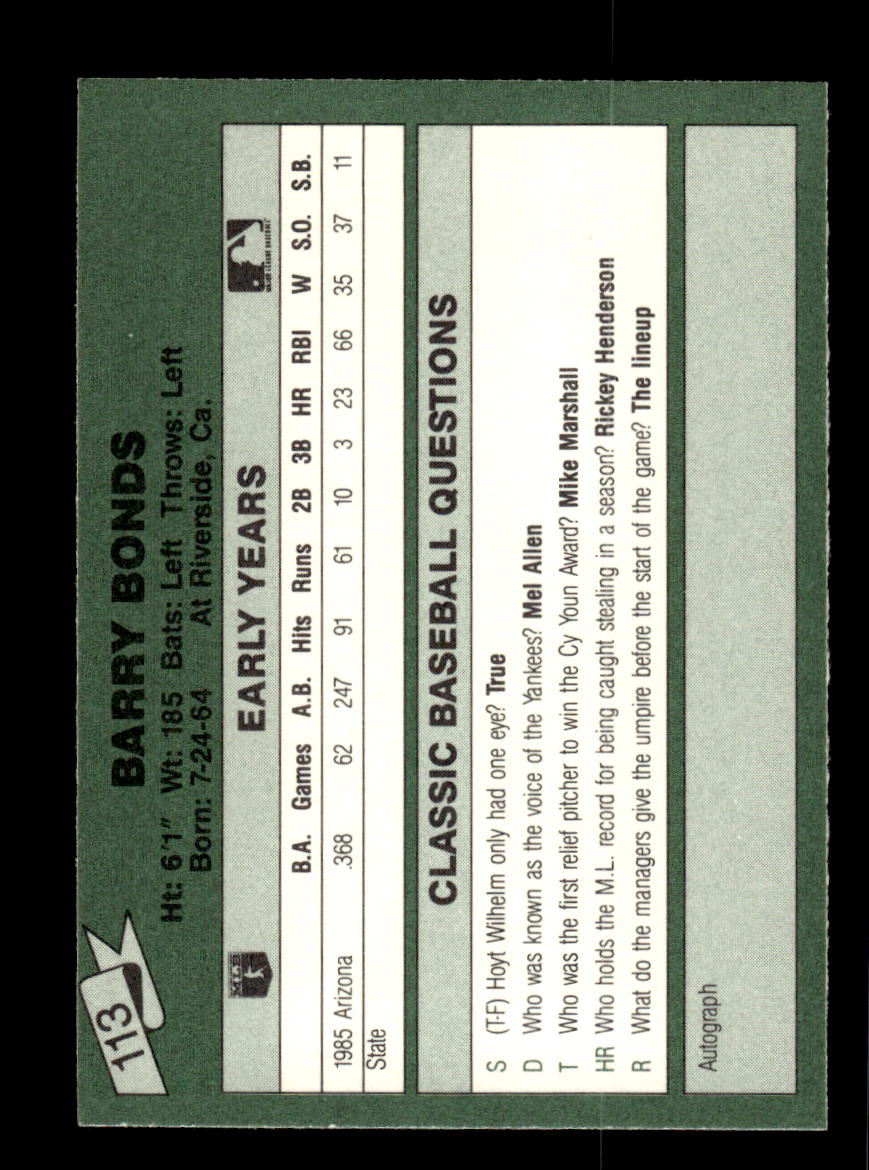 113
BARRY BONDS
Ht: 6'1" Wt: 185 Bats: Left Throws: Left
Born: 7-24-64 At Riverside, Ca.
MLB
EARLY YEARS
MAJOR LEAGUE BASEBALL
B.A. Games A.B. Hits Runs 2B 3B HR RBI W S.O. S.B.
1985 Arizona .368 62 247 91 61 10 3 23 66 35 37 11
State
CLASSIC BASEBALL QUESTIONS
S (T-F) Hoyt Wilhelm only had one eye? True
D Who was known as the voice of the Yankees? Mel Allen
T Who was the first relief pitcher to win the Cy Youn Award? Mike Marshall
HR Who holds the M.L. record for being caught stealing in a season? Rickey Henderson
R What do the managers give the umpire before the start of the game? The lineup
Autograph